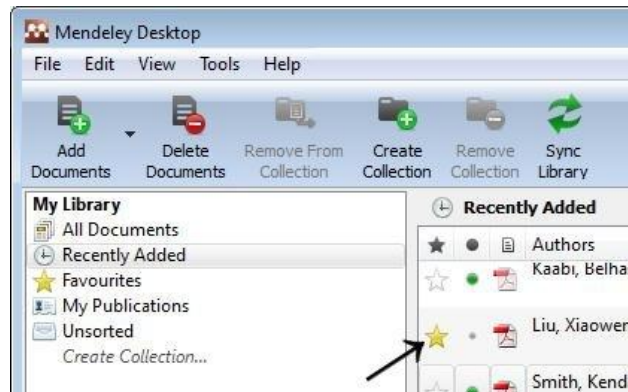 Mendeley Desktop
File Edit View Tools Help
Add Documents
Delete Documents
Remove From Collection
Create Collection
Remove Collection
Sync Library
My Library
All Documents
Recently Added
Favourites
My Publications
Unsorted
Create Collection...
Recently Added
Authors
Kaabi, Belha
Liu, Xiaower
Smith, Kend